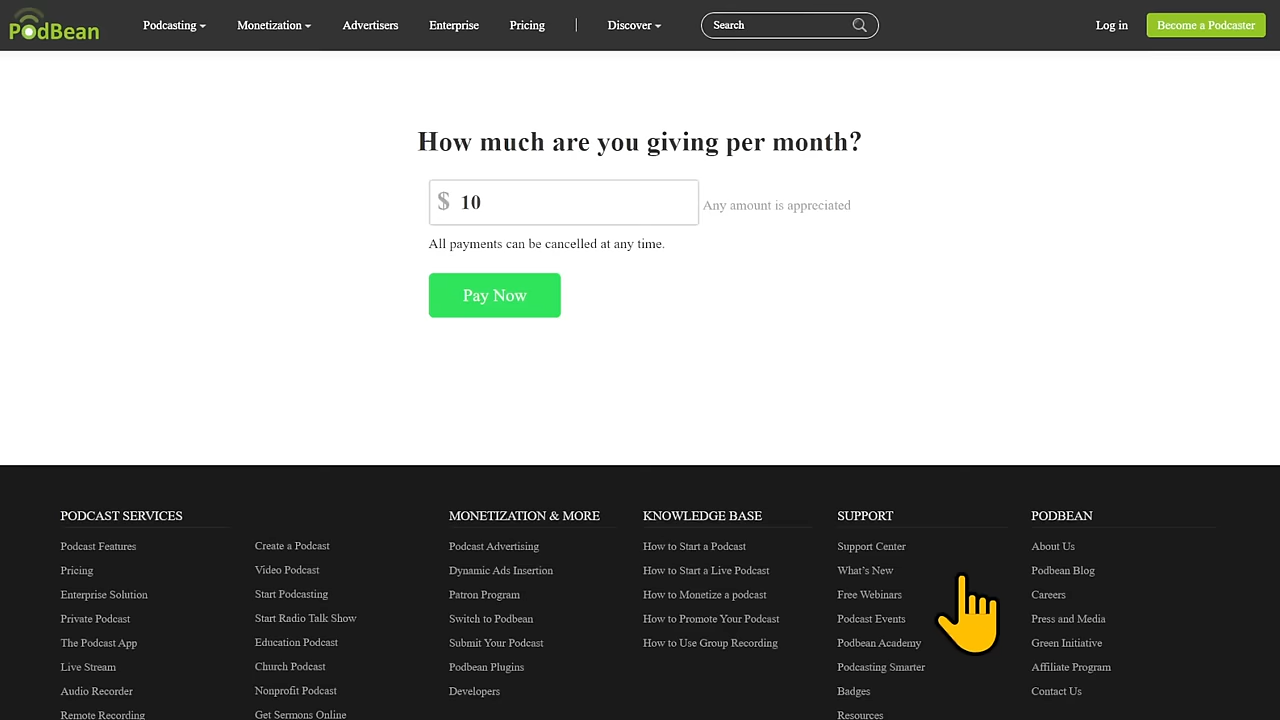 PodBean
Podcasting
Monetization
Advertisers
Enterprise
Pricing
Discover
Search
Log in
Become a Podcaster
How much are you giving per month?
$ 10
Any amount is appreciated
All payments can be cancelled at any time.
Pay Now
PODCAST SERVICES
Podcast Features
Pricing
Enterprise Solution
Private Podcast
The Podcast App
Live Stream
Audio Recorder
Remote Recording
Create a Podcast
Video Podcast
Start Podcasting
Start Radio Talk Show
Education Podcast
Church Podcast
Nonprofit Podcast
Get Sermons Online
MONETIZATION & MORE
Podcast Advertising
Dynamic Ads Insertion
Patron Program
Switch to Podbean
Submit Your Podcast
Podbean Plugins
Developers
KNOWLEDGE BASE
How to Start a Podcast
How to Start a Live Podcast
How to Monetize a podcast
How to Promote Your Podcast
How to Use Group Recording
SUPPORT
Support Center
What's New
Free Webinars
Podcast Events
Podbean Academy
Podcasting Smarter
Badges
Resources
PODBEAN
About Us
Podbean Blog
Careers
Press and Media
Green Initiative
Affiliate Program
Contact Us